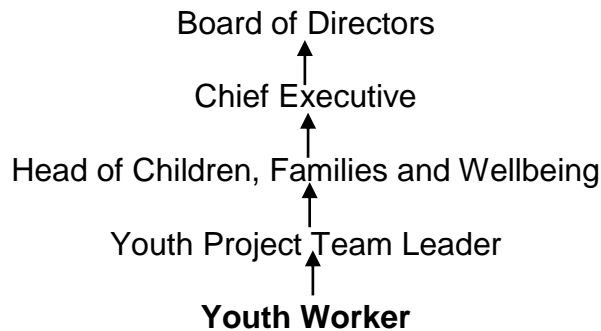 Board of Directors
Chief Executive
Head of Children, Families and Wellbeing
Youth Project Team Leader
Youth Worker